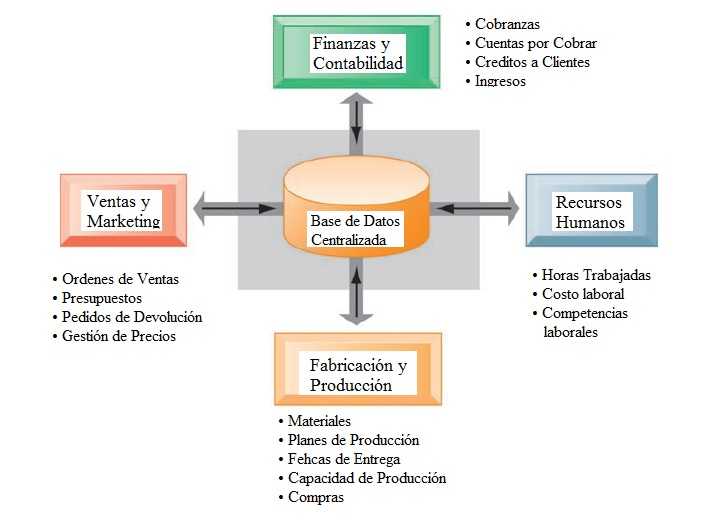 Finanzas y
Contabilidad
• Cobranzas
• Cuentas por Cobrar
• Creditos a Clientes
• Ingresos
Ventas y
Marketing
• Ordenes de Ventas
• Presupuestos
• Pedidos de Devolución
• Gestión de Precios
Base de Datos
Centralizada
Recursos
Humanos
• Horas Trabajadas
• Costo laboral
• Competencias
laborales
Fabricación y
Producción
• Materiales
• Planes de Producción
• Fehcas de Entrega
• Capacidad de Producción
• Compras